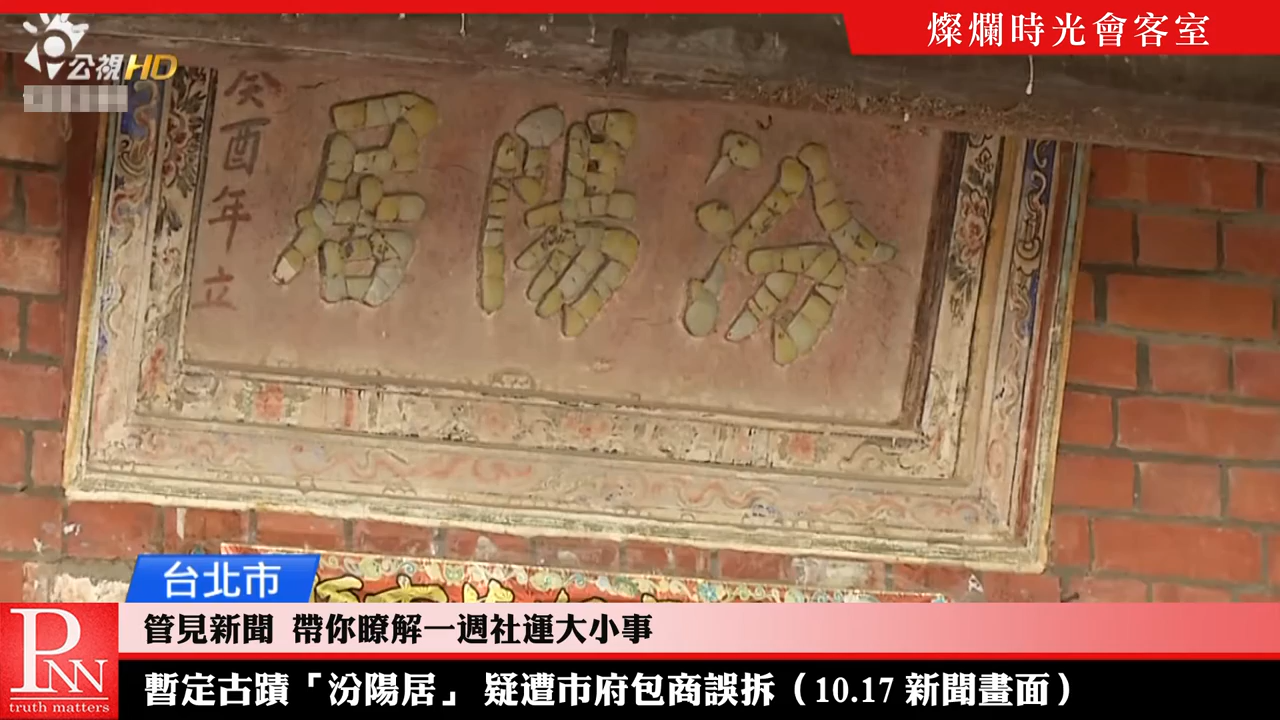 公視HD
燦爛時光會客室
汾陽居
癸酉年立
台北市
管見新聞 帶你瞭解一週社運大小事
PNN
truth matters
暫定古蹟「汾陽居」 疑遭市府包商誤拆（10.17 新聞畫面）